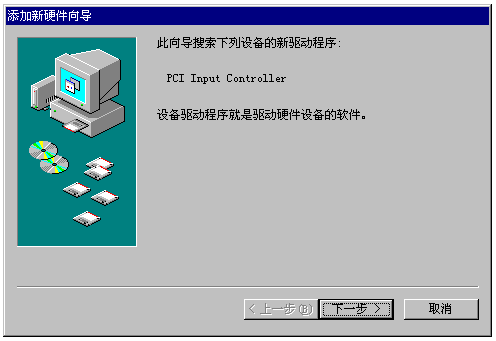 添加新硬件向导
此向导搜索下列设备的新驱动程序:
PCI Input Controller
设备驱动程序就是驱动硬件设备的软件。
< 上一步(B)
下一步 >
取消